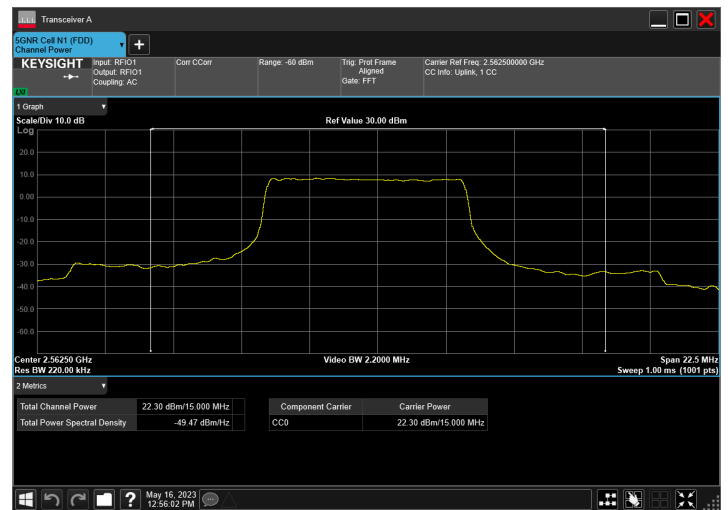 Transceiver A
5GNR Cell N1 (FDD)
Channel Power
KEYSIGHT
LXI
Input: RFIO1
Output: RFIO1
Coupling: AC
Corr CCorr
Range: -60 dBm
Trig: Prot Frame
Aligned
Gate: FFT
Carrier Ref Freq: 2.562500000 GHz
CC Info: Uplink, 1 CC
1 Graph
Scale/Div 10.0 dB
Ref Value 30.00 dBm
Log
20.0
10.0
0.00
-10.0
-20.0
-30.0
-40.0
-50.0
-60.0
Center 2.56250 GHz
Video BW 2.2000 MHz
Span 22.5 MHz
Res BW 220.00 kHz
Sweep 1.00 ms (1001 pts)
2 Metrics
Total Channel Power 22.30 dBm/15.000 MHz
Total Power Spectral Density -49.47 dBm/Hz
Component Carrier Carrier Power
CC0 22.30 dBm/15.000 MHz
May 16, 2023
12:56:02 PM